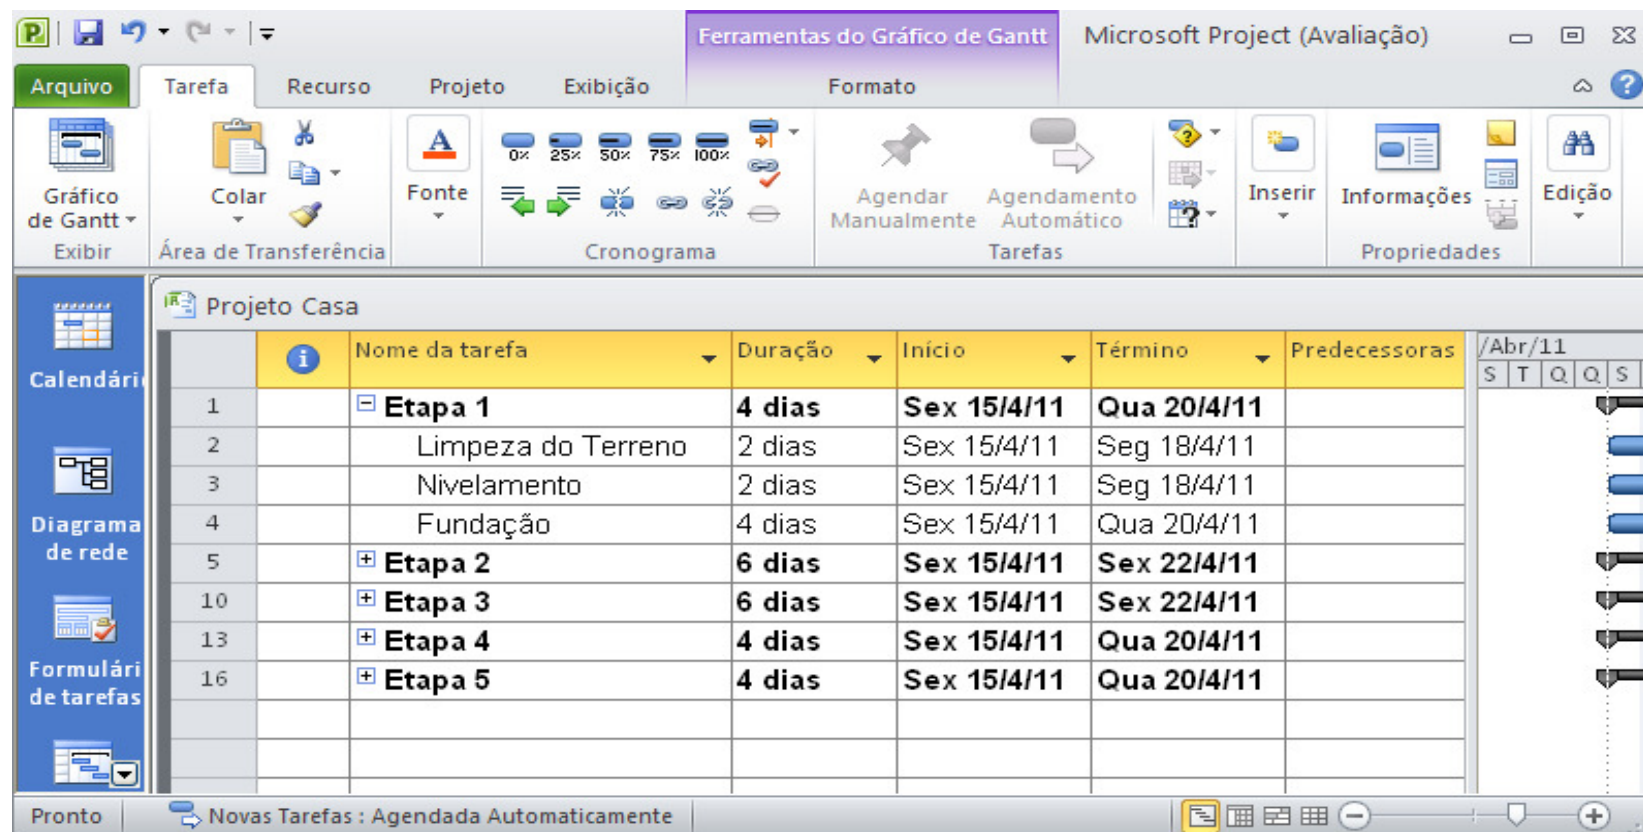 Ferramentas do Gráfico de Gantt Microsoft Project (Avaliação)
Arquivo Tarefa Recurso Projeto Exibição Formato
0% 25% 50% 75% 100%
Gráfico de Gantt
Colar
Fonte
Agendar Manualmente
Agendamento Automático
Inserir
Informações
Edição
Exibir Área de Transferência Cronograma Tarefas Propriedades
Projeto Casa
Calendári
Diagrama
de rede
Formulári
de tarefas
Nome da tarefa Duração Início Término Predecessoras /Abr/11
S T Q Q S
1 Etapa 1 4 dias Sex 15/4/11 Qua 20/4/11
2 Limpeza do Terreno 2 dias Sex 15/4/11 Seg 18/4/11
3 Nivelamento 2 dias Sex 15/4/11 Seg 18/4/11
4 Fundação 4 dias Sex 15/4/11 Qua 20/4/11
5 Etapa 2 6 dias Sex 15/4/11 Sex 22/4/11
10 Etapa 3 6 dias Sex 15/4/11 Sex 22/4/11
13 Etapa 4 4 dias Sex 15/4/11 Qua 20/4/11
16 Etapa 5 4 dias Sex 15/4/11 Qua 20/4/11
Pronto Novas Tarefas : Agendada Automaticamente